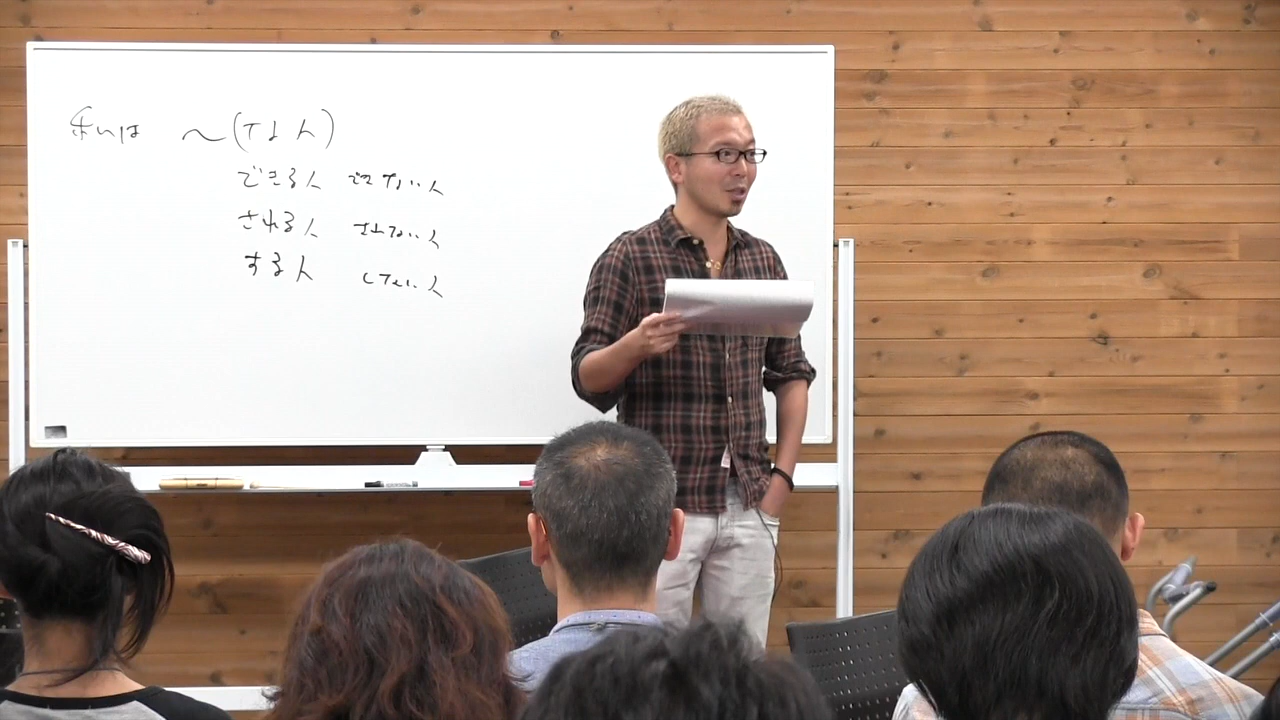 私は ～(な人)
できる人 できない人
される人 されない人
する人 しない人